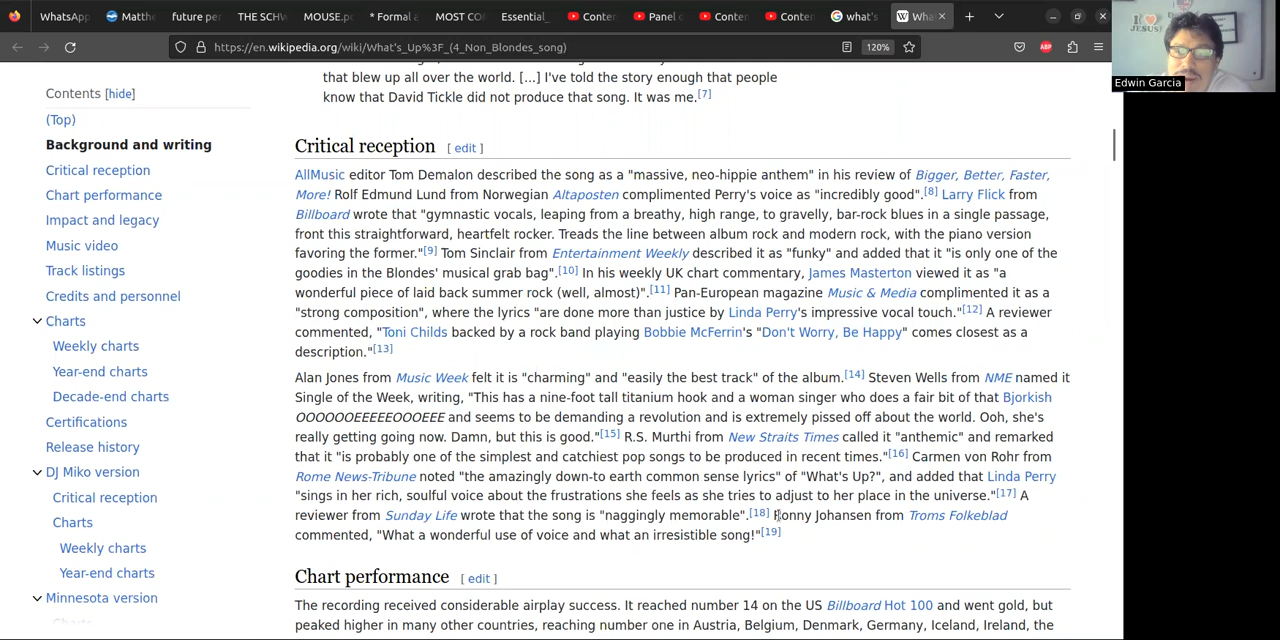 WhatsApp
Matthe
future per
THE SCHW
MOUSE.pd
* Formal a
MOST CO
Essential_
Conten
Panel d
Conten
Conten
what's
What
https://en.wikipedia.org/wiki/What's_Up%3F_(4_Non_Blondes_song)
120%
ABP
I ❤ JESUS!
Edwin Garcia
Contents [hide]
(Top)
Background and writing
Critical reception
Chart performance
Impact and legacy
Music video
Track listings
Credits and personnel
Charts
Weekly charts
Year-end charts
Decade-end charts
Certifications
Release history
DJ Miko version
Critical reception
Charts
Weekly charts
Year-end charts
Minnesota version
that blew up all over the world. [...] I've told the story enough that people
know that David Tickle did not produce that song. It was me.[7]
Critical reception [ edit ]
AllMusic editor Tom Demalon described the song as a "massive, neo-hippie anthem" in his review of Bigger, Better, Faster,
More! Rolf Edmund Lund from Norwegian Altaposten complimented Perry's voice as "incredibly good".[8] Larry Flick from
Billboard wrote that "gymnastic vocals, leaping from a breathy, high range, to gravelly, bar-rock blues in a single passage,
front this straightforward, heartfelt rocker. Treads the line between album rock and modern rock, with the piano version
favoring the former."[9] Tom Sinclair from Entertainment Weekly described it as "funky" and added that it "is only one of the
goodies in the Blondes' musical grab bag".[10] In his weekly UK chart commentary, James Masterton viewed it as "a
wonderful piece of laid back summer rock (well, almost)".[11] Pan-European magazine Music & Media complimented it as a
"strong composition", where the lyrics "are done more than justice by Linda Perry's impressive vocal touch."[12] A reviewer
commented, "Toni Childs backed by a rock band playing Bobbie McFerrin's "Don't Worry, Be Happy" comes closest as a
description."[13]
Alan Jones from Music Week felt it is "charming" and "easily the best track" of the album.[14] Steven Wells from NME named it
Single of the Week, writing, "This has a nine-foot tall titanium hook and a woman singer who does a fair bit of that Bjorkish
OOOOOOEEEEEOOOEEE and seems to be demanding a revolution and is extremely pissed off about the world. Ooh, she's
really getting going now. Damn, but this is good."[15] R.S. Murthi from New Straits Times called it "anthemic" and remarked
that it "is probably one of the simplest and catchiest pop songs to be produced in recent times."[16] Carmen von Rohr from
Rome News-Tribune noted "the amazingly down-to earth common sense lyrics" of "What's Up?", and added that Linda Perry
"sings in her rich, soulful voice about the frustrations she feels as she tries to adjust to her place in the universe."[17] A
reviewer from Sunday Life wrote that the song is "naggingly memorable".[18] Ronny Johansen from Troms Folkeblad
commented, "What a wonderful use of voice and what an irresistible song!"[19]
Chart performance [ edit ]
The recording received considerable airplay success. It reached number 14 on the US Billboard Hot 100 and went gold, but
peaked higher in many other countries, reaching number one in Austria, Belgium, Denmark, Germany, Iceland, Ireland, the